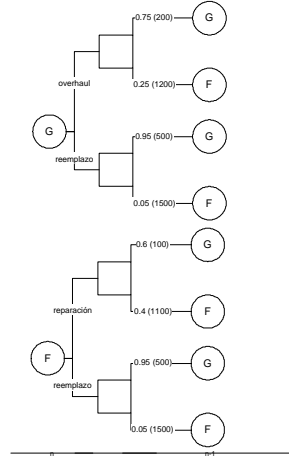 0.75 (200)
G
overhaul
0.25 (1200)
F
G
0.95 (500)
G
reemplazo
0.05 (1500)
F
0.6 (100)
G
reparación
0.4 (1100)
F
F
0.95 (500)
G
reemplazo
0.05 (1500)
F
n
n-1